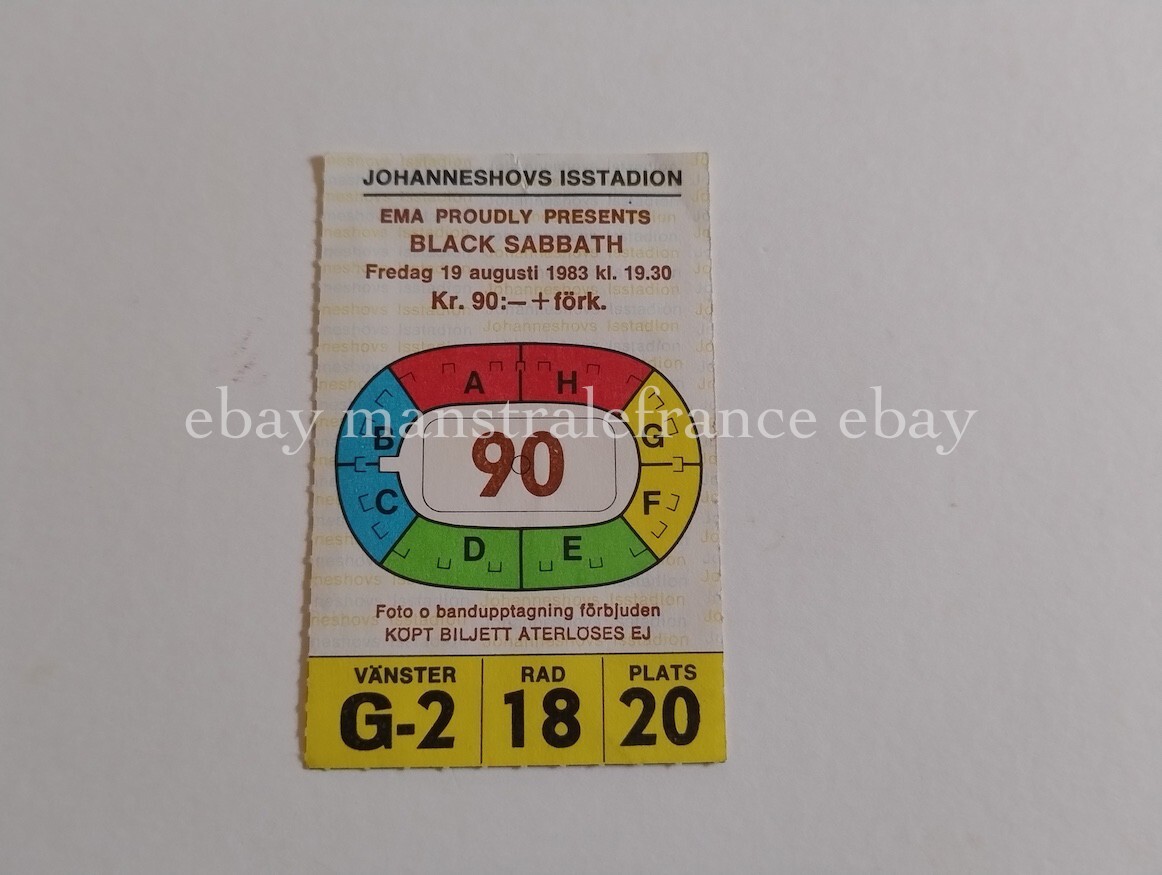 JOHANNESHOVS ISSTADION
EMA PROUDLY PRESENTS
BLACK SABBATH
Fredag 19 augusti 1983 kl. 19.30
Kr. 90:— + förk.
A H
B G
90
C F
D E
ebay manstralefrance ebay
Foto o bandupptagning förbjuden
KÖPT BILJETT ATERLÖSES EJ
VÄNSTER RAD PLATS
G-2 18 20